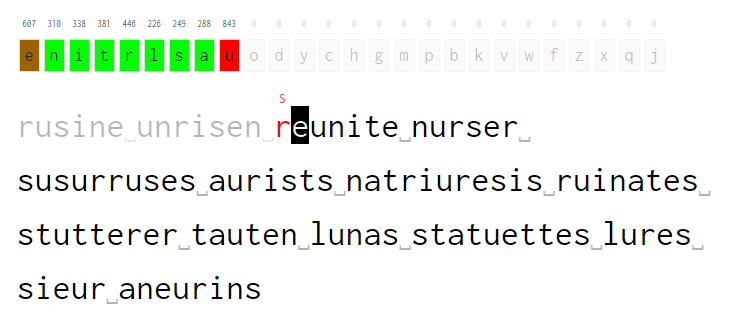 607 310 338 381 446 226 249 288 843 0 0 0 0 0 0 0 0 0 0 0 0 0 0 0 0 0
e n i t r l s a u o d y c h g m p b k v w f z x q j
s
rusine␣unrisen␣reunite␣nurser␣
susurruses␣aurists␣natriuresis␣ruinates␣
stutterer␣tauten␣lunas␣statuettes␣lures␣
sieur␣aneurins